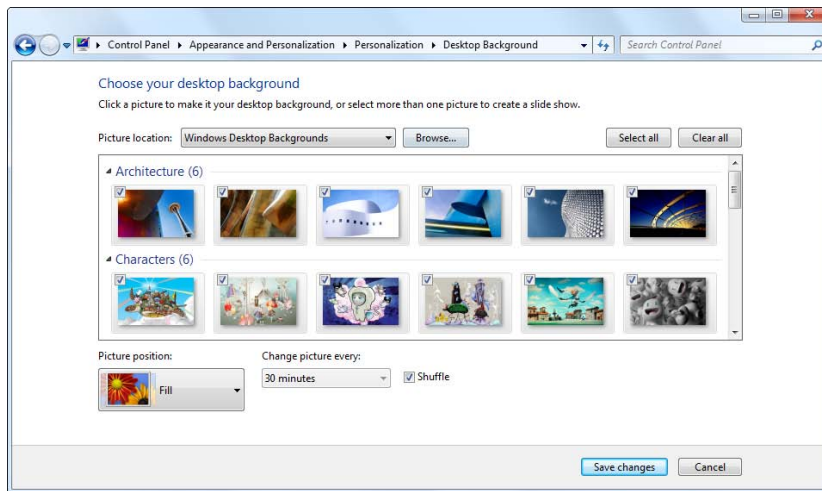 Control Panel Appearance and Personalization Personalization Desktop Background Search Control Panel
Choose your desktop background
Click a picture to make it your desktop background, or select more than one picture to create a slide show.
Picture location: Windows Desktop Backgrounds Browse... Select all Clear all
Architecture (6)
Characters (6)
Picture position: Change picture every:
Fill 30 minutes Shuffle
Save changes Cancel